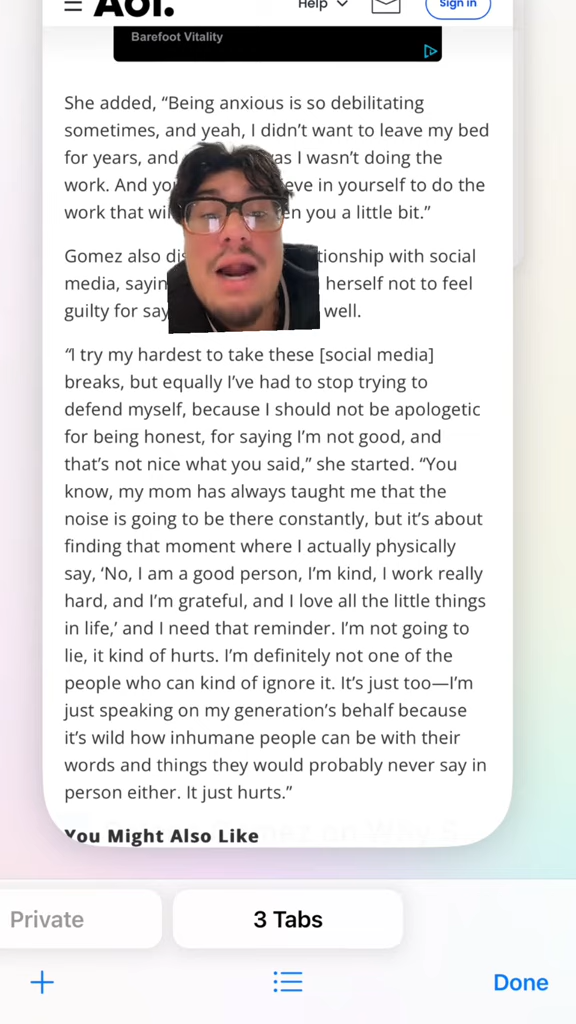 Aol.
Help
Sign in
Barefoot Vitality
She added, “Being anxious is so debilitating
sometimes, and yeah, I didn’t want to leave my bed
for years, and as I wasn’t doing the
work. And yo eve in yourself to do the
work that wil en you a little bit.”
Gomez also dis tionship with social
media, sayin herself not to feel
guilty for say well.
“I try my hardest to take these [social media]
breaks, but equally I’ve had to stop trying to
defend myself, because I should not be apologetic
for being honest, for saying I’m not good, and
that’s not nice what you said,” she started. “You
know, my mom has always taught me that the
noise is going to be there constantly, but it’s about
finding that moment where I actually physically
say, ‘No, I am a good person, I’m kind, I work really
hard, and I’m grateful, and I love all the little things
in life,’ and I need that reminder. I’m not going to
lie, it kind of hurts. I’m definitely not one of the
people who can kind of ignore it. It’s just too—I’m
just speaking on my generation’s behalf because
it’s wild how inhumane people can be with their
words and things they would probably never say in
person either. It just hurts.”
You Might Also Like
Private
3 Tabs
Done